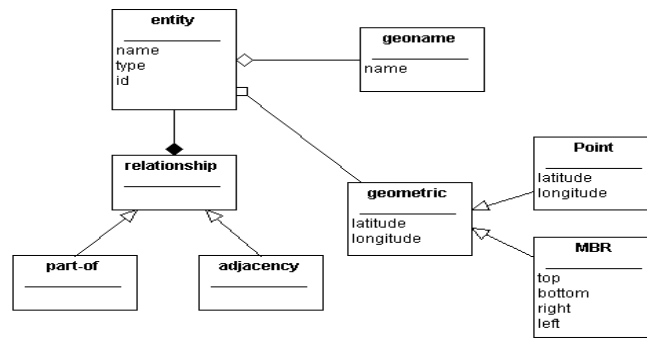 entity
name
type
id
geoname
name
relationship
geometric
latitude
longitude
Point
latitude
longitude
MBR
top
bottom
right
left
part-of
adjacency